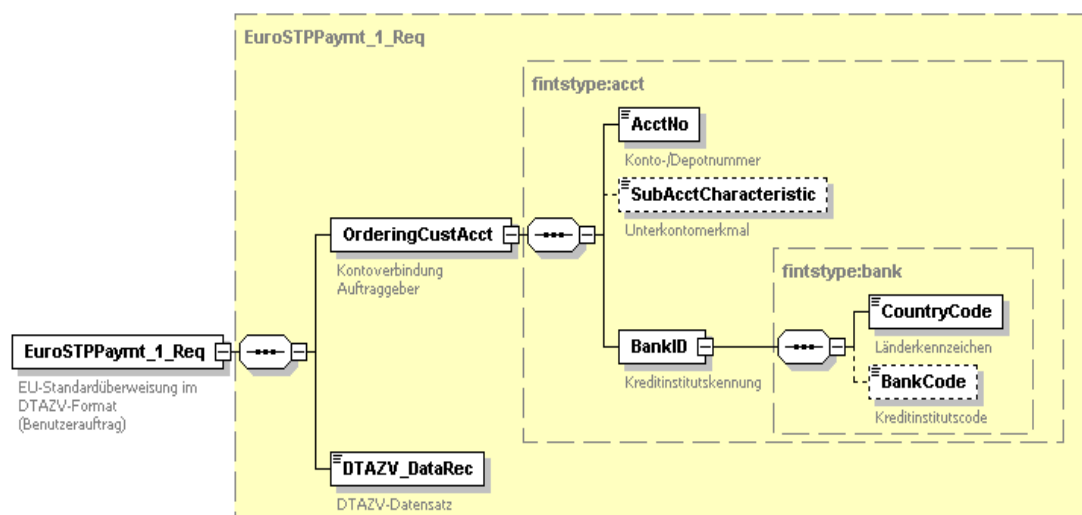 EuroSTPPaymt_1_Req
fintstype:acct
AcctNo
Konto-/Depotnummer
SubAcctCharacteristic
Unterkontomerkmal
OrderingCustAcct
Kontoverbindung
Auftraggeber
fintstype:bank
CountryCode
Länderkennzeichen
BankID
Kreditinstitutskennung
BankCode
Kreditinstitutscode
EuroSTPPaymt_1_Req
EU-Standardüberweisung im
DTAZV-Format
(Benutzerauftrag)
DTAZV_DataRec
DTAZV-Datensatz